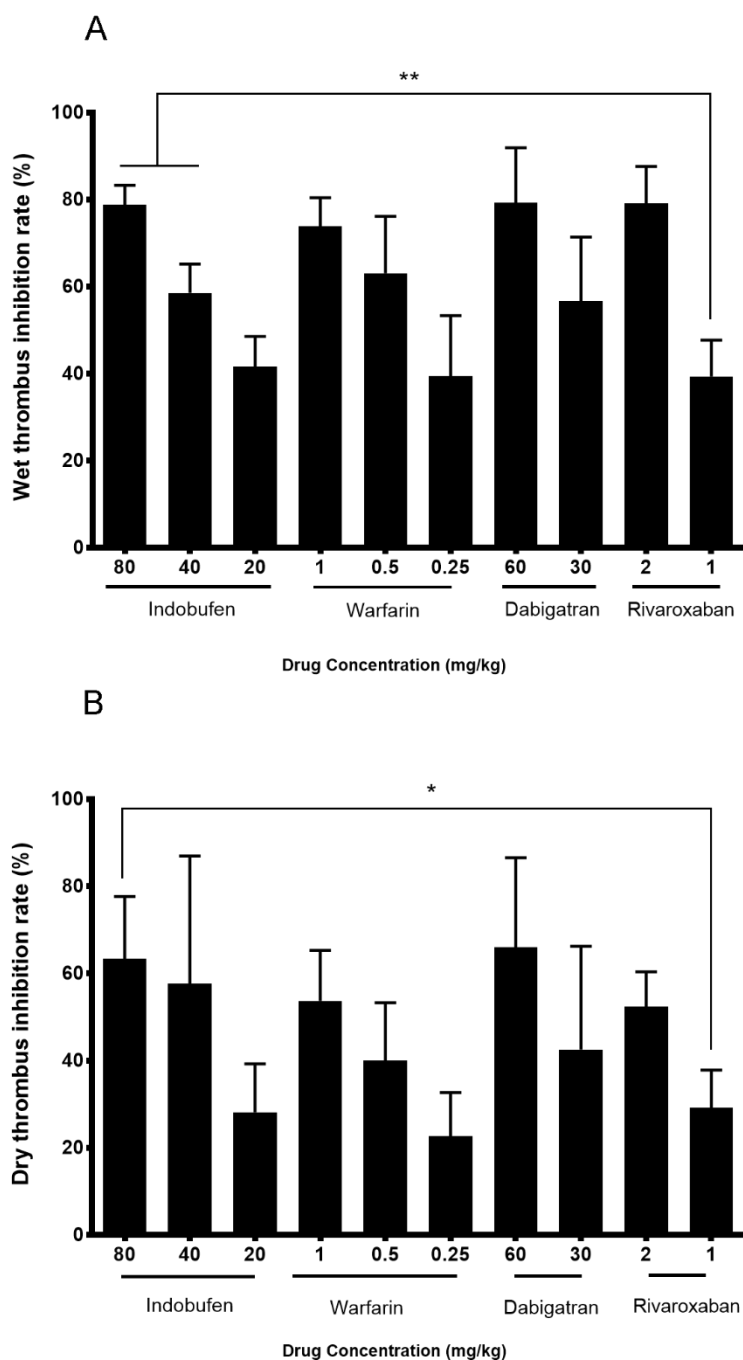 A
**
Wet thrombus inhibition rate (%)
100
80
60
40
20
0
80 40 20 1 0.5 0.25 60 30 2 1
Indobufen Warfarin Dabigatran Rivaroxaban
Drug Concentration (mg/kg)
B
*
Dry thrombus inhibition rate (%)
100
80
60
40
20
0
80 40 20 1 0.5 0.25 60 30 2 1
Indobufen Warfarin Dabigatran Rivaroxaban
Drug Concentration (mg/kg)